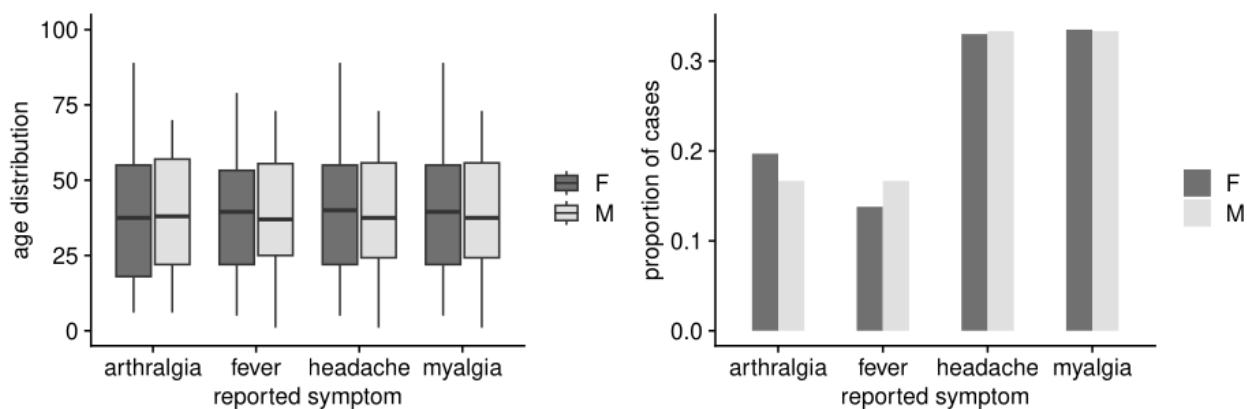 age distribution
100
75
50
25
0
arthralgia fever headache myalgia
reported symptom
F
M
proportion of cases
0.3
0.2
0.1
0.0
arthralgia fever headache myalgia
reported symptom
F
M